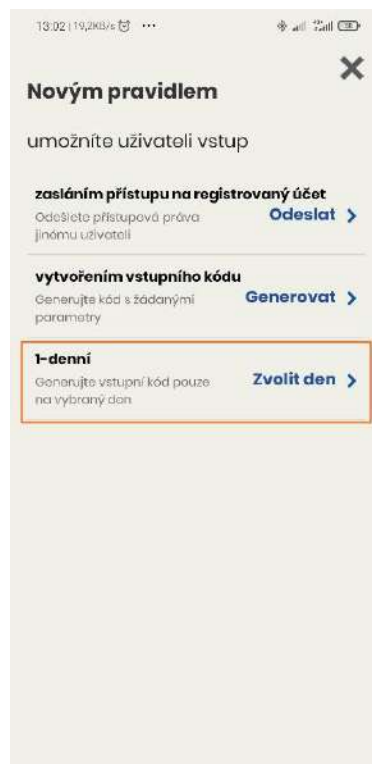 13:02 | 19,2KB/s ...
Novým pravidlem
umožníte uživateli vstup
zasláním přístupu na registrovaný účet
Odešlete přístupová práva
jinému uživateli
Odeslat
vytvořením vstupního kódu
Generujte kód s žádanými
parametry
Generovat
1-denní
Generujte vstupní kód pouze
na vybraný den
Zvolit den